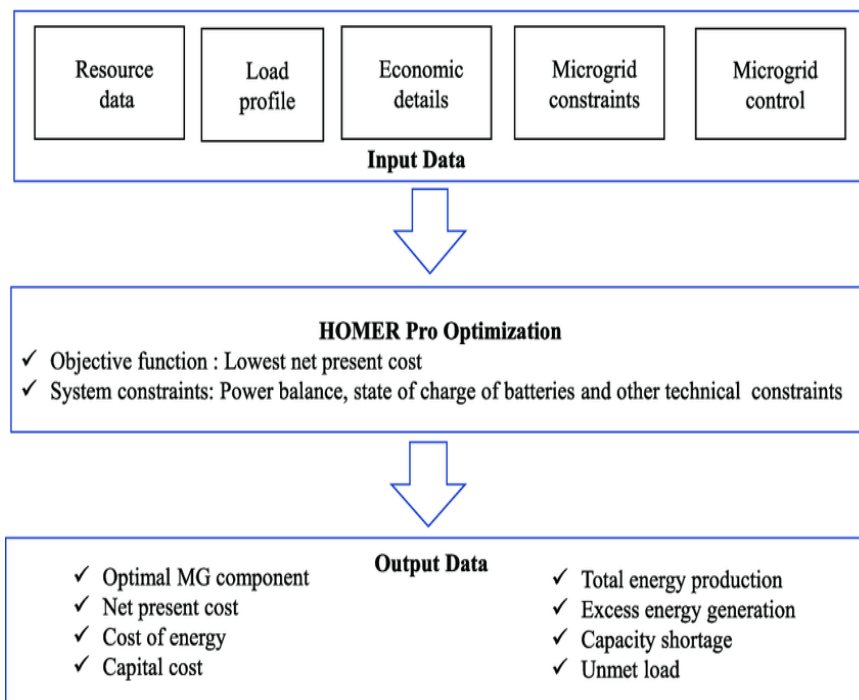 Resource
data
Load
profile
Economic
details
Microgrid
constraints
Microgrid
control
Input Data
HOMER Pro Optimization
✓ Objective function : Lowest net present cost
✓ System constraints: Power balance, state of charge of batteries and other technical constraints
Output Data
✓ Optimal MG component
✓ Net present cost
✓ Cost of energy
✓ Capital cost
✓ Total energy production
✓ Excess energy generation
✓ Capacity shortage
✓ Unmet load